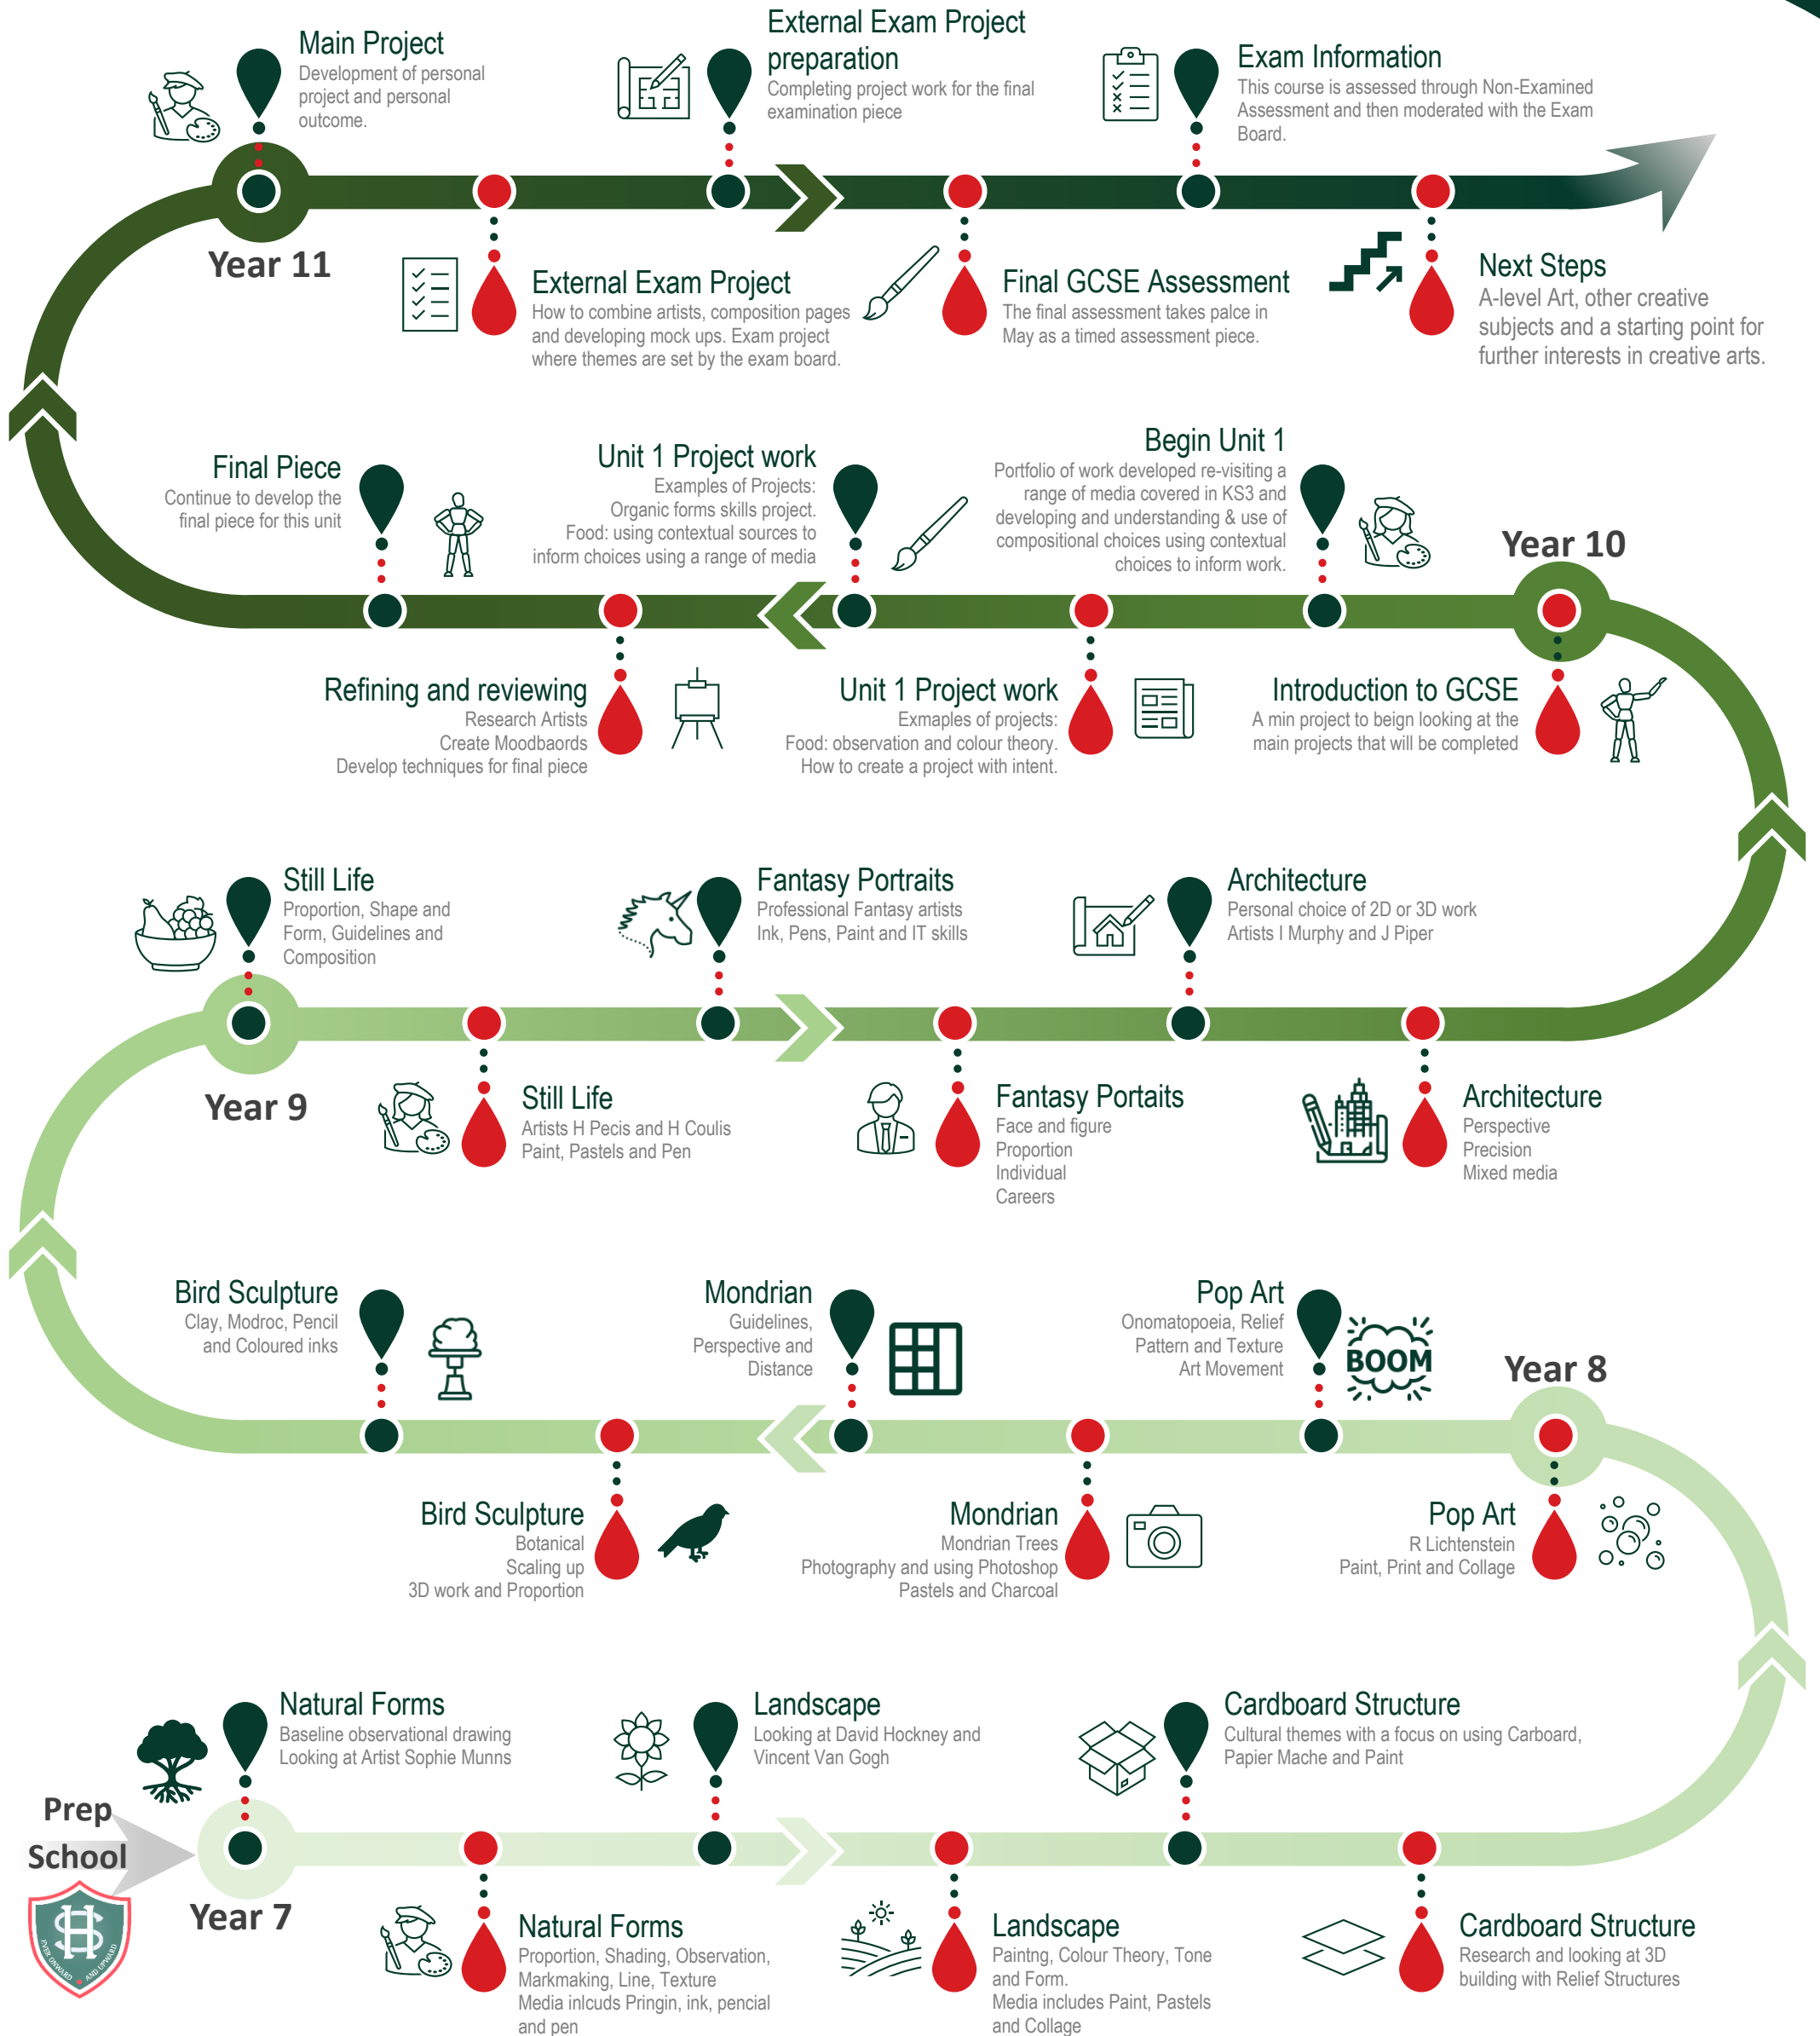 Main Project
Development of personal
project and personal
outcome.
External Exam Project
preparation
Completing project work for the final
examination piece
Exam Information
This course is assessed through Non-Examined
Assessment and then moderated with the Exam
Board.
Year 11
External Exam Project
How to combine artists, composition pages
and developing mock ups. Exam project
where themes are set by the exam board.
Final GCSE Assessment
The final assessment takes palce in
May as a timed assessment piece.
Next Steps
A-level Art, other creative
subjects and a starting point for
further interests in creative arts.
Final Piece
Continue to develop the
final piece for this unit
Unit 1 Project work
Examples of Projects:
Organic forms skills project.
Food: using contextual sources to
inform choices using a range of media
Begin Unit 1
Portfolio of work developed re-visiting a
range of media covered in KS3 and
developing and understanding & use of
compositional choices using contextual
choices to inform work.
Year 10
Refining and reviewing
Research Artists
Create Moodbaords
Develop techniques for final piece
Unit 1 Project work
Exmaples of projects:
Food: observation and colour theory.
How to create a project with intent.
Introduction to GCSE
A min project to beign looking at the
main projects that will be completed
Still Life
Proportion, Shape and
Form, Guidelines and
Composition
Fantasy Portraits
Professional Fantasy artists
Ink, Pens, Paint and IT skills
Architecture
Personal choice of 2D or 3D work
Artists I Murphy and J Piper
Year 9
Still Life
Artists H Pecis and H Coulis
Paint, Pastels and Pen
Fantasy Portaits
Face and figure
Proportion
Individual
Careers
Architecture
Perspective
Precision
Mixed media
Bird Sculpture
Clay, Modroc, Pencil
and Coloured inks
Mondrian
Guidelines,
Perspective and
Distance
Pop Art
Onomatopoeia, Relief
Pattern and Texture
Art Movement
BOOM
Year 8
Bird Sculpture
Botanical
Scaling up
3D work and Proportion
Mondrian
Mondrian Trees
Photography and using Photoshop
Pastels and Charcoal
Pop Art
R Lichtenstein
Paint, Print and Collage
Natural Forms
Baseline observational drawing
Looking at Artist Sophie Munns
Landscape
Looking at David Hockney and
Vincent Van Gogh
Cardboard Structure
Cultural themes with a focus on using Carboard,
Papier Mache and Paint
Prep
School
HS
EVER ONWARD AND UPWARD
Year 7
Natural Forms
Proportion, Shading, Observation,
Markmaking, Line, Texture
Media inlcuds Pringin, ink, pencial
and pen
Landscape
Paintng, Colour Theory, Tone
and Form.
Media includes Paint, Pastels
and Collage
Cardboard Structure
Research and looking at 3D
building with Relief Structures